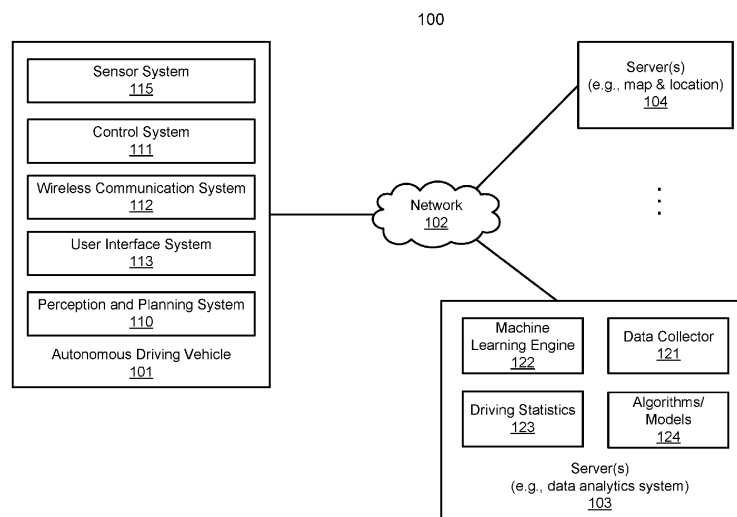 100
Sensor System
115
Control System
111
Wireless Communication System
112
User Interface System
113
Perception and Planning System
110
Autonomous Driving Vehicle
101
Network
102
Server(s)
(e.g., map & location)
104
Machine
Learning Engine
122
Data Collector
121
Driving Statistics
123
Algorithms/
Models
124
Server(s)
(e.g., data analytics system)
103